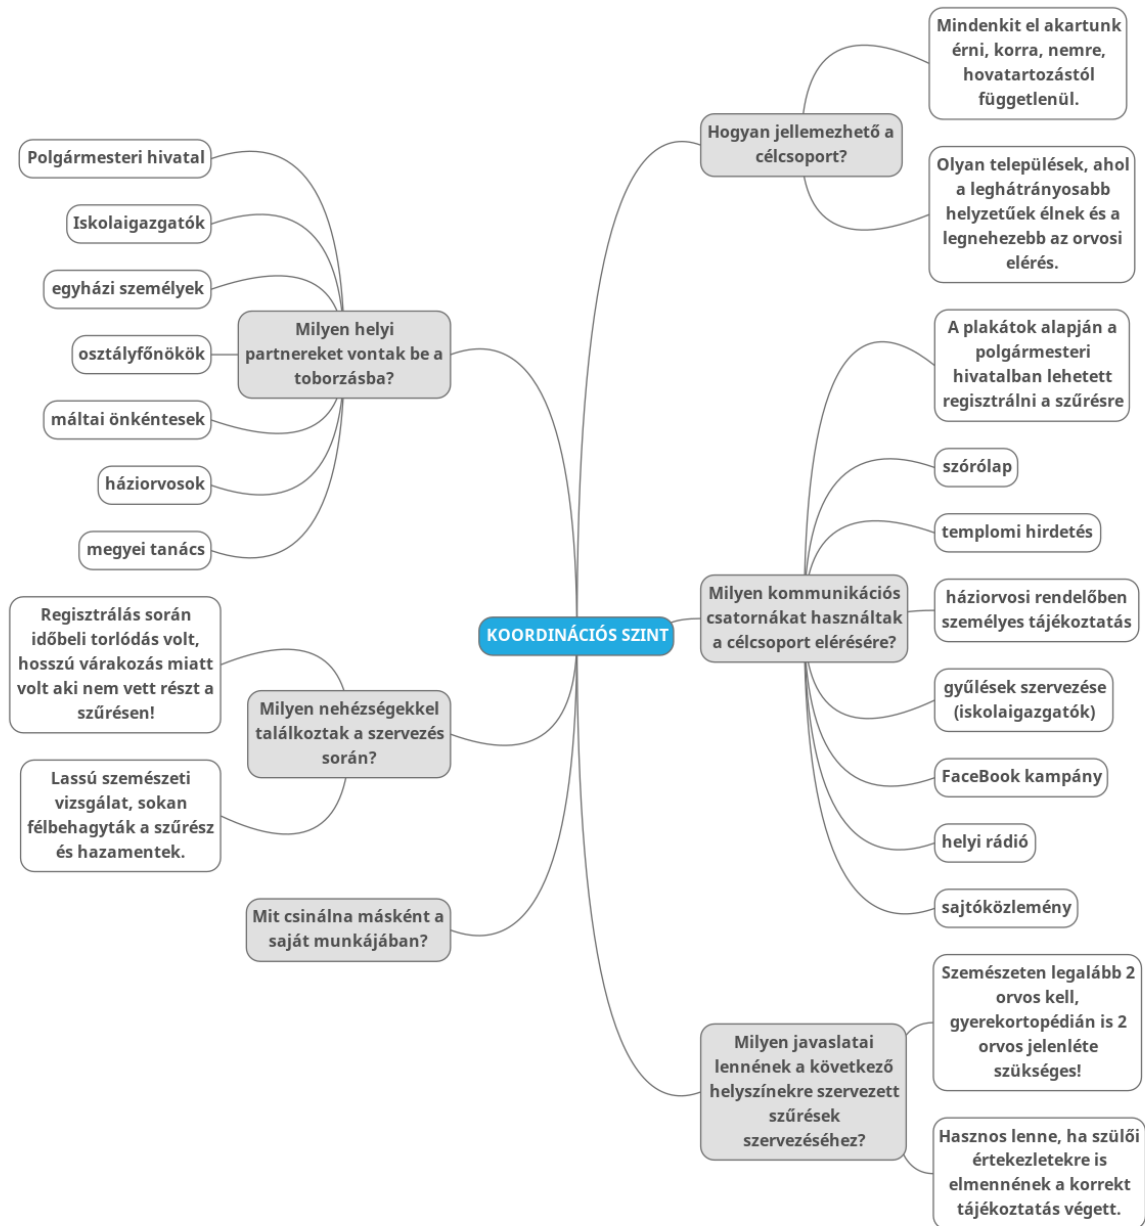 KOORDINÁCIÓS SZINT
Hogyan jellemezhető a
célcsoport?
Mindenkit el akartunk
érni, korra, nemre,
hovatartozástól
függetlenül.
Olyan települések, ahol
a leghátrányosabb
helyzetűek élnek és a
legnehezebb az orvosi
elérés.
Milyen kommunikációs
csatornákat használtak
a célcsoport elérésére?
A plakátok alapján a
polgármesteri
hivatalban lehetett
regisztrálni a szűrésre
szórólap
templomi hirdetés
háziorvosi rendelőben
személyes tájékoztatás
gyűlések szervezése
(iskolaigazgatók)
FaceBook kampány
helyi rádió
sajtóközlemény
Milyen javaslatai
lennének a következő
helyszínekre szervezett
szűrések
szervezéséhez?
Szemészeten legalább 2
orvos kell,
gyerekortopédián is 2
orvos jelenléte
szükséges!
Hasznos lenne, ha szülői
értekezletekre is
elmennének a korrekt
tájékoztatás végett.
Milyen helyi
partnereket vontak be a
toborzásba?
Polgármesteri hivatal
Iskolaigazgatók
egyházi személyek
osztályfőnökök
máltai önkéntesek
háziorvosok
megyei tanács
Milyen nehézségekkel
találkoztak a szervezés
során?
Regisztrálás során
időbeli torlódás volt,
hosszú várakozás miatt
volt aki nem vett részt a
szűrésen!
Lassú szemészeti
vizsgálat, sokan
félbehagyták a szűrész
és hazamentek.
Mit csinálna másként a
saját munkájában?